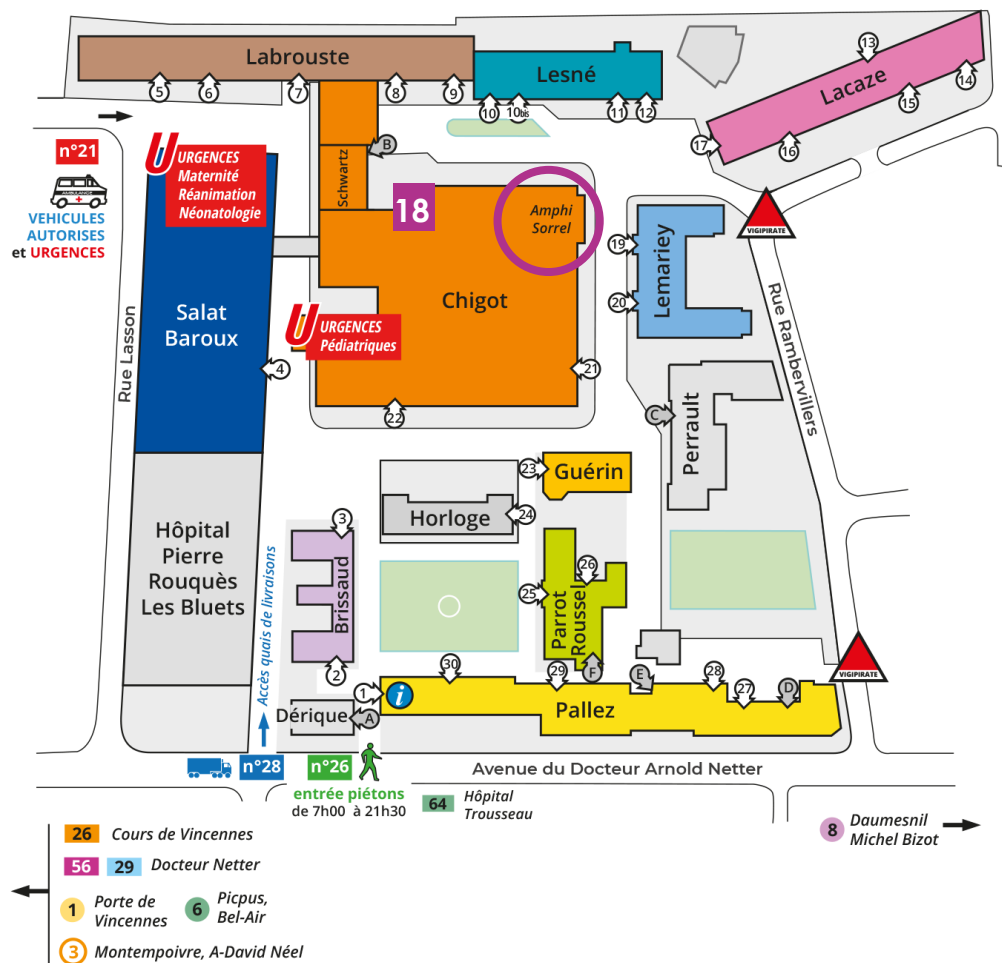 Labrouste
Lesné
Lacaze
13
14
15
16
17
5
6
7
8
9
10
10bis
11
12
n°21
AMBULANCE
VEHICULES
AUTORISES
et URGENCES
U URGENCES
Maternité
Réanimation
Néonatologie
B
Schwartz
18
Amphi
Sorrel
VIGIPIRATE
19
20
Lemariey
Rue Lasson
Salat
Baroux
4
U URGENCES
Pédiatriques
Chigot
21
22
Rue Rambervillers
C
Perrault
Hôpital
Pierre
Rouquès
Les Bluets
Accès quais de livraisons
3
Brissaud
2
Horloge
23
24
Guérin
25
26
Parrot
Roussel
F
1
i
30
29
E
28
27
D
Pallez
VIGIPIRATE
Dérique
A
n°28
n°26
entrée piétons
de 7h00 à 21h30
Avenue du Docteur Arnold Netter
64
Hôpital
Trousseau
8
Daumesnil
Michel Bizot
26 Cours de Vincennes
56 29 Docteur Netter
1
Porte de
Vincennes
6
Picpus,
Bel-Air
3 Montempoivre, A-David Néel